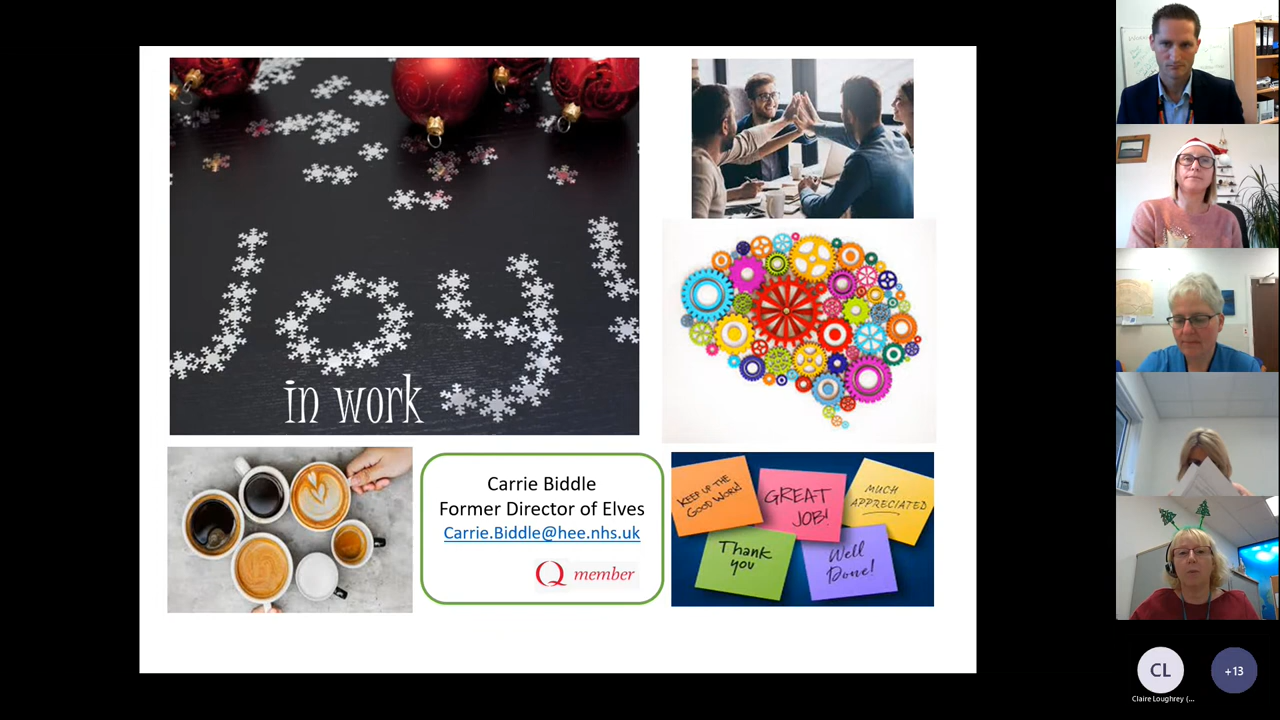 Joy!
in work
Carrie Biddle
Former Director of Elves
Carrie.Biddle@hee.nhs.uk
Q member
KEEP UP THE
GOOD WORK!
GREAT
JOB!
MUCH
APPRECIATED
Thank
you
Well
Done!
CL
+13
Claire Loughrey (...